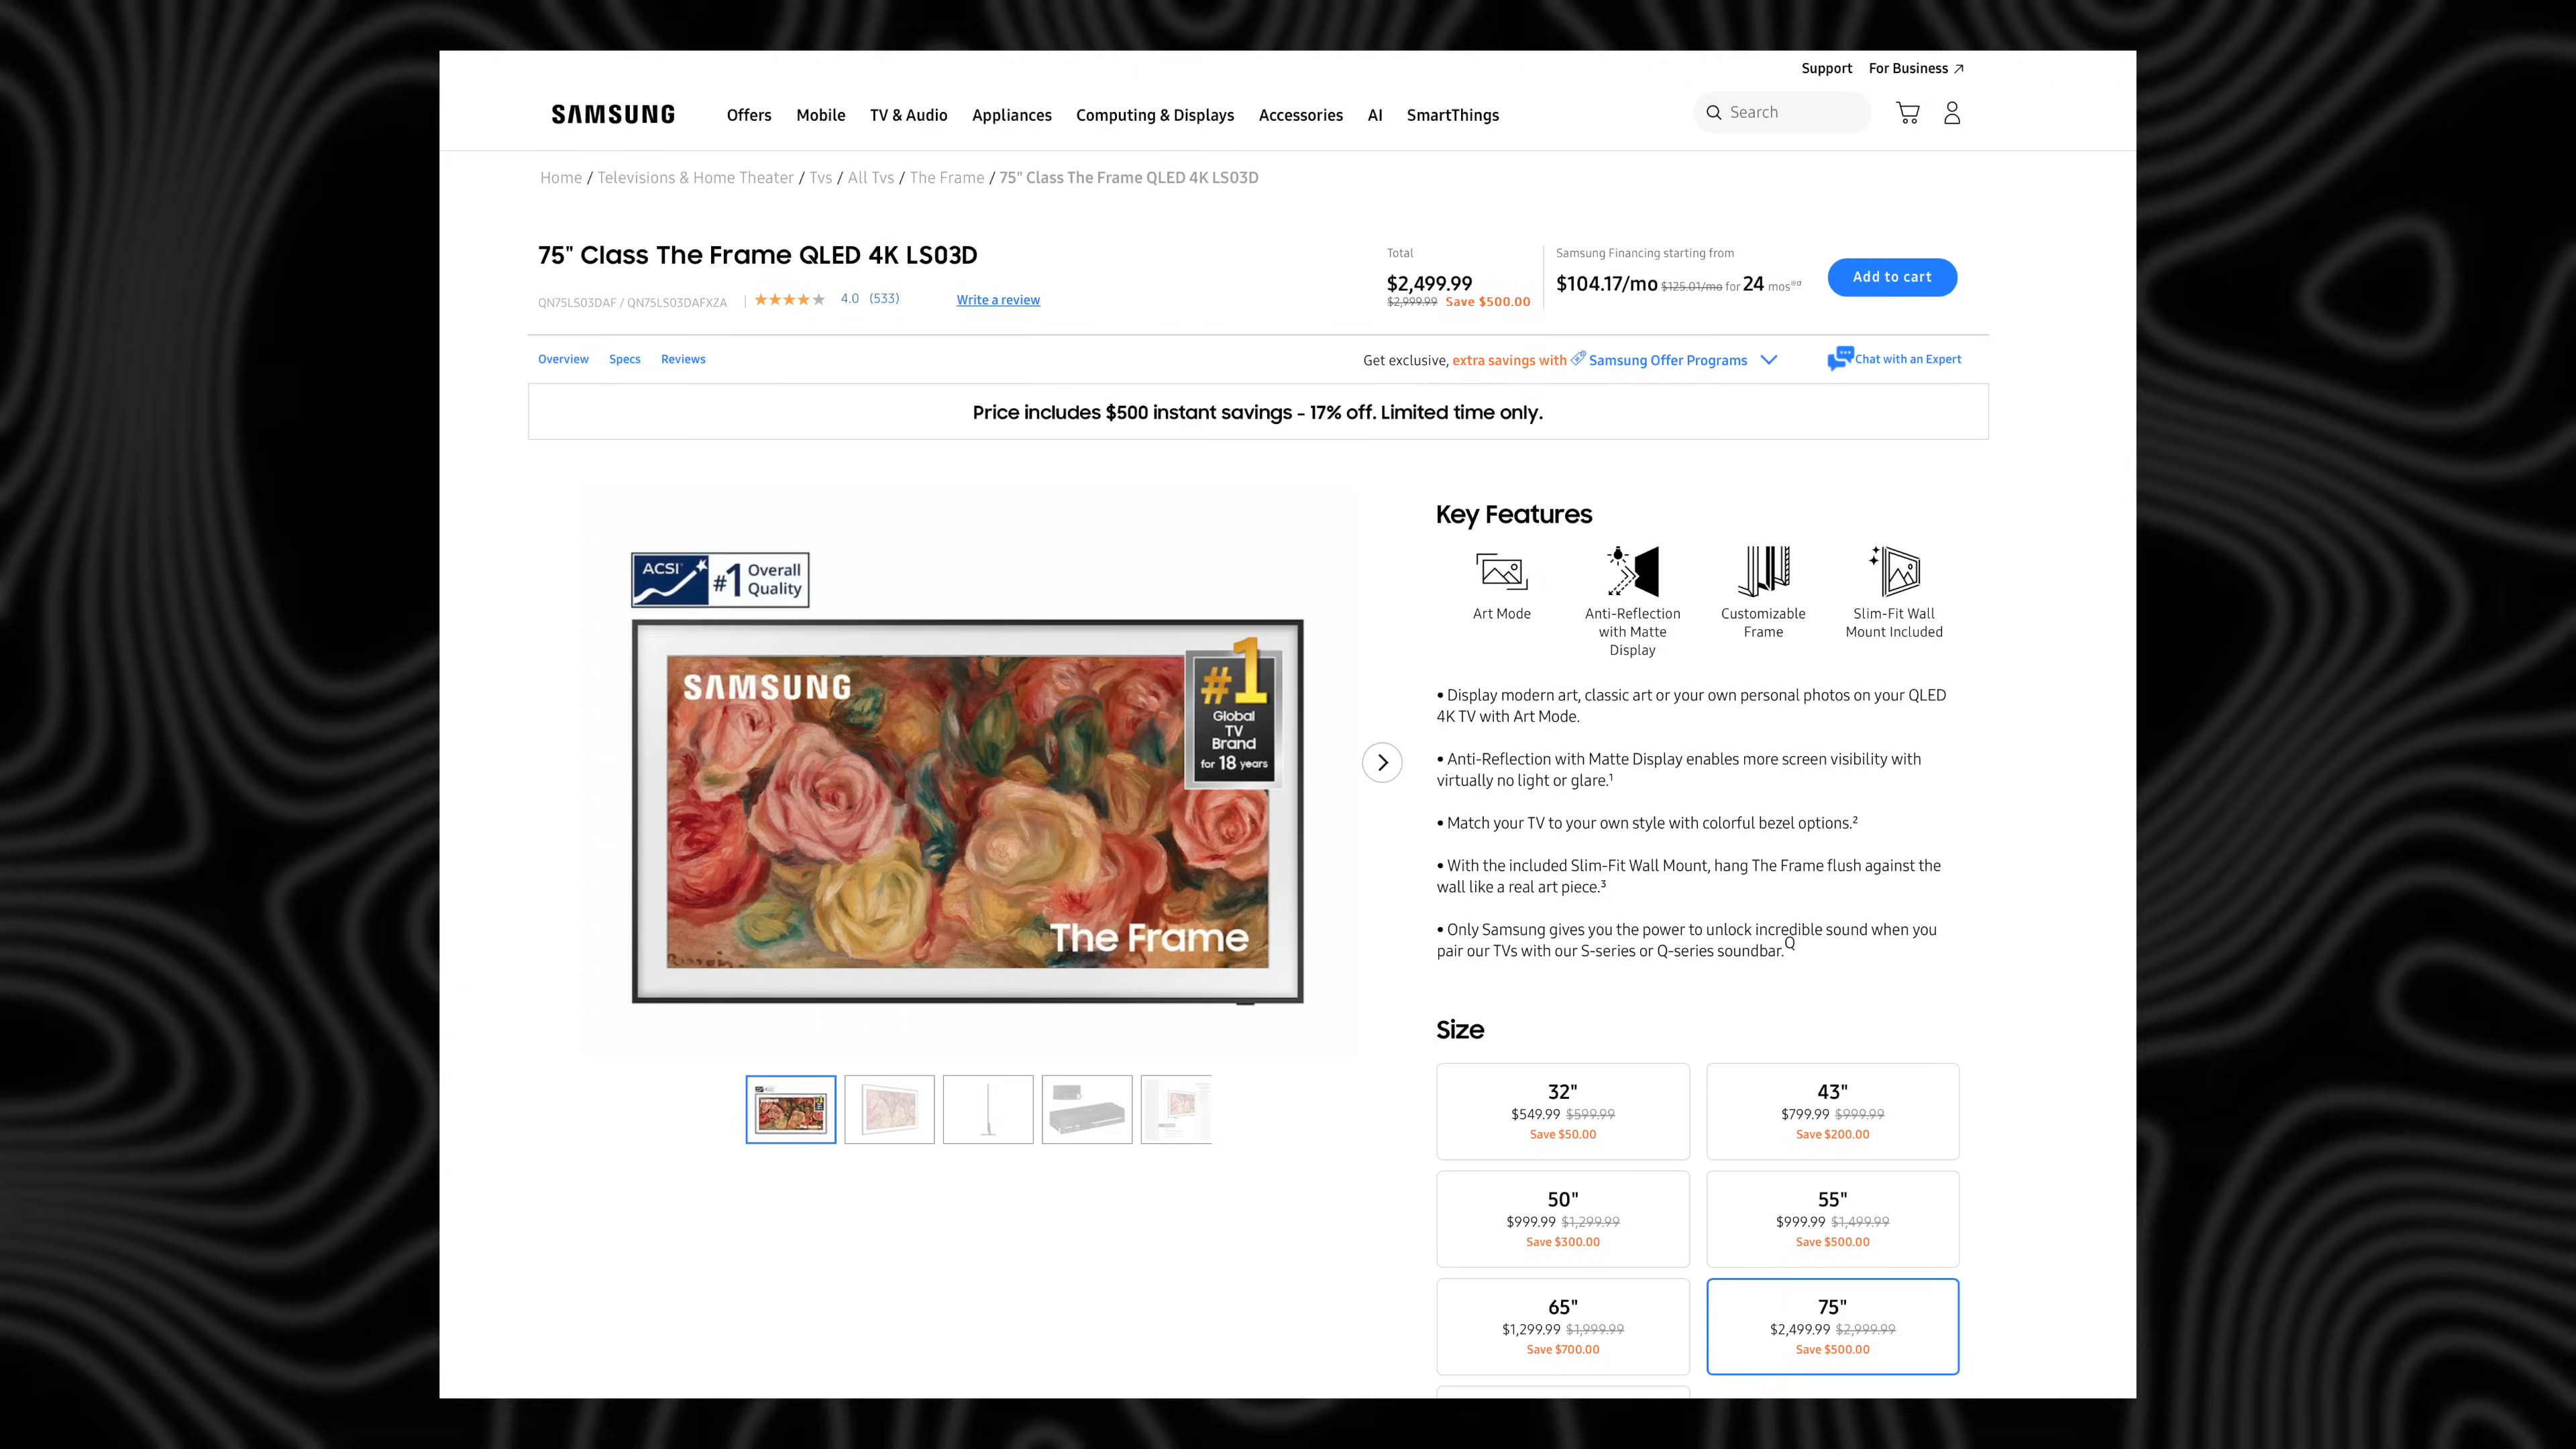 Support For Business
SAMSUNG Offers Mobile TV & Audio Appliances Computing & Displays Accessories AI SmartThings Search
Home / Televisions & Home Theater / Tvs / All Tvs / The Frame / 75" Class The Frame QLED 4K LS03D
75" Class The Frame QLED 4K LS03D
QN75LS03DAF / QN75LS03DAFXZA 4.0 (533) Write a review
Total
$2,499.99
$2,999.99 Save $500.00
Samsung Financing starting from
$104.17/mo $125.01/mo for 24 mos
Add to cart
Overview Specs Reviews
Get exclusive, extra savings with Samsung Offer Programs
Chat with an Expert
Price includes $500 instant savings - 17% off. Limited time only.
ACSI #1 Overall
Quality
SAMSUNG
#1
Global
TV
Brand
for 18 years
The Frame
Key Features
Art Mode
Anti-Reflection
with Matte
Display
Customizable
Frame
Slim-Fit Wall
Mount Included
• Display modern art, classic art or your own personal photos on your QLED
4K TV with Art Mode.
• Anti-Reflection with Matte Display enables more screen visibility with
virtually no light or glare.¹
• Match your TV to your own style with colorful bezel options.²
• With the included Slim-Fit Wall Mount, hang The Frame flush against the
wall like a real art piece.³
• Only Samsung gives you the power to unlock incredible sound when you
pair our TVs with our S-series or Q-series soundbar.Q
Size
32"
$549.99 $599.99
Save $50.00
43"
$799.99 $999.99
Save $200.00
50"
$999.99 $1,299.99
Save $300.00
55"
$999.99 $1,499.99
Save $500.00
65"
$1,299.99 $1,999.99
Save $700.00
75"
$2,499.99 $2,999.99
Save $500.00